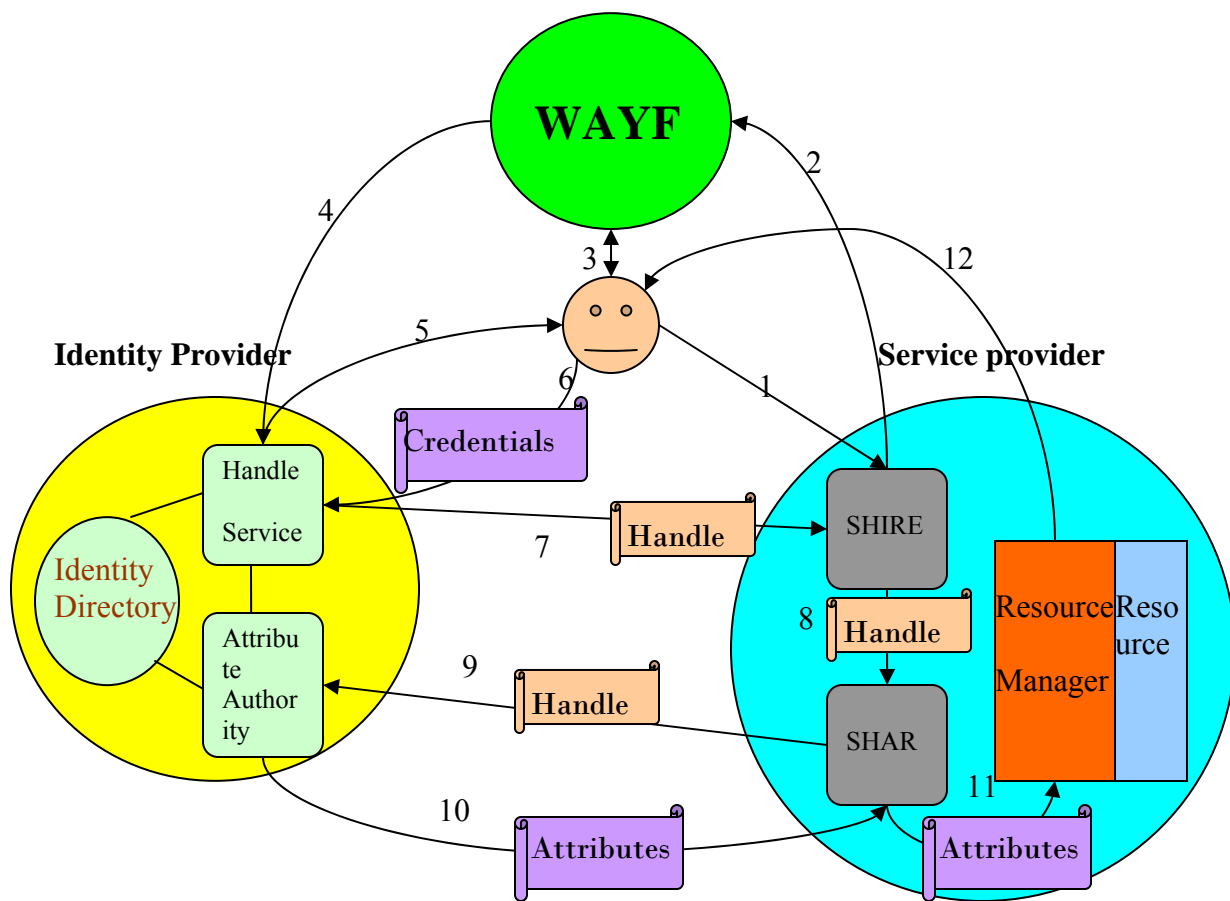 WAYF
2
4
3
12
5
Identity Provider
Service provider
6
1
Credentials
Handle
Service
Handle
7
SHIRE
Identity
Directory
8
Handle
Resource
Manager
Reso
urce
Attribu
te
Author
ity
9
Handle
SHAR
10
11
Attributes
Attributes